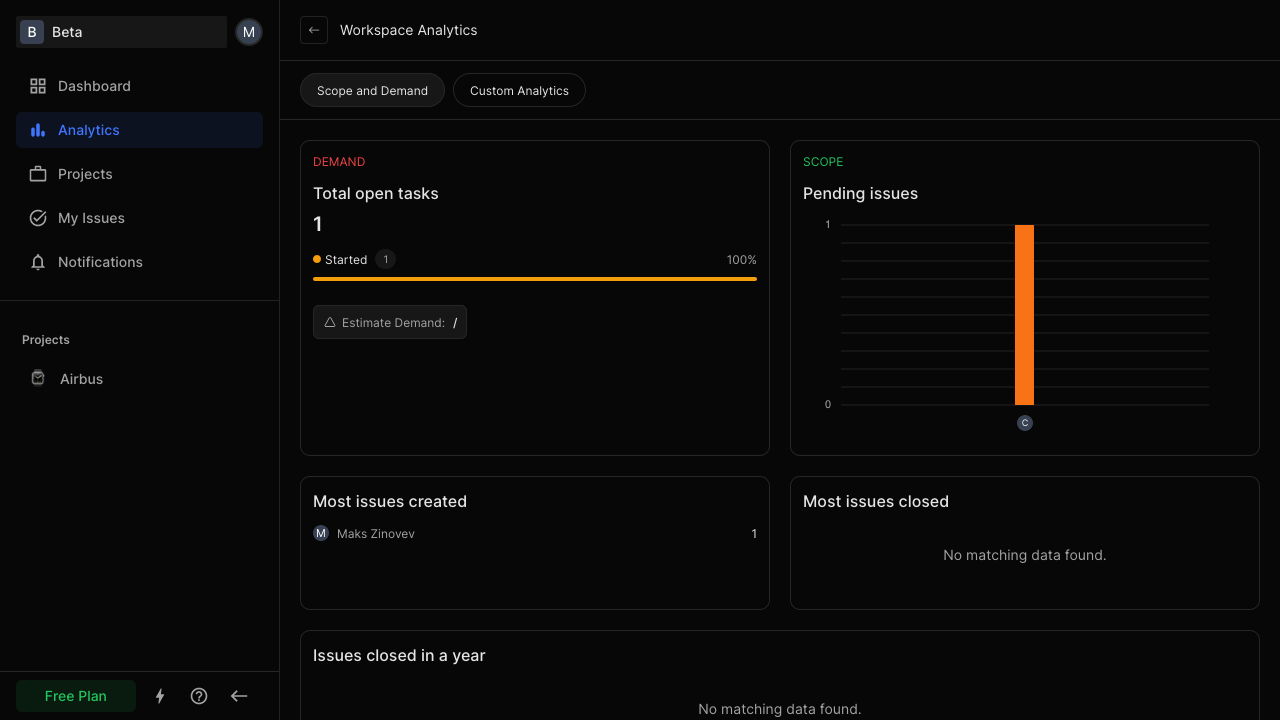 B Beta M
Dashboard
Analytics
Projects
My Issues
Notifications
Projects
Airbus
Free Plan
Workspace Analytics
Scope and Demand
Custom Analytics
DEMAND
Total open tasks
1
Started 1 100%
Estimate Demand: /
SCOPE
Pending issues
1
0
C
Most issues created
M Maks Zinovev 1
Most issues closed
No matching data found.
Issues closed in a year
No matching data found.